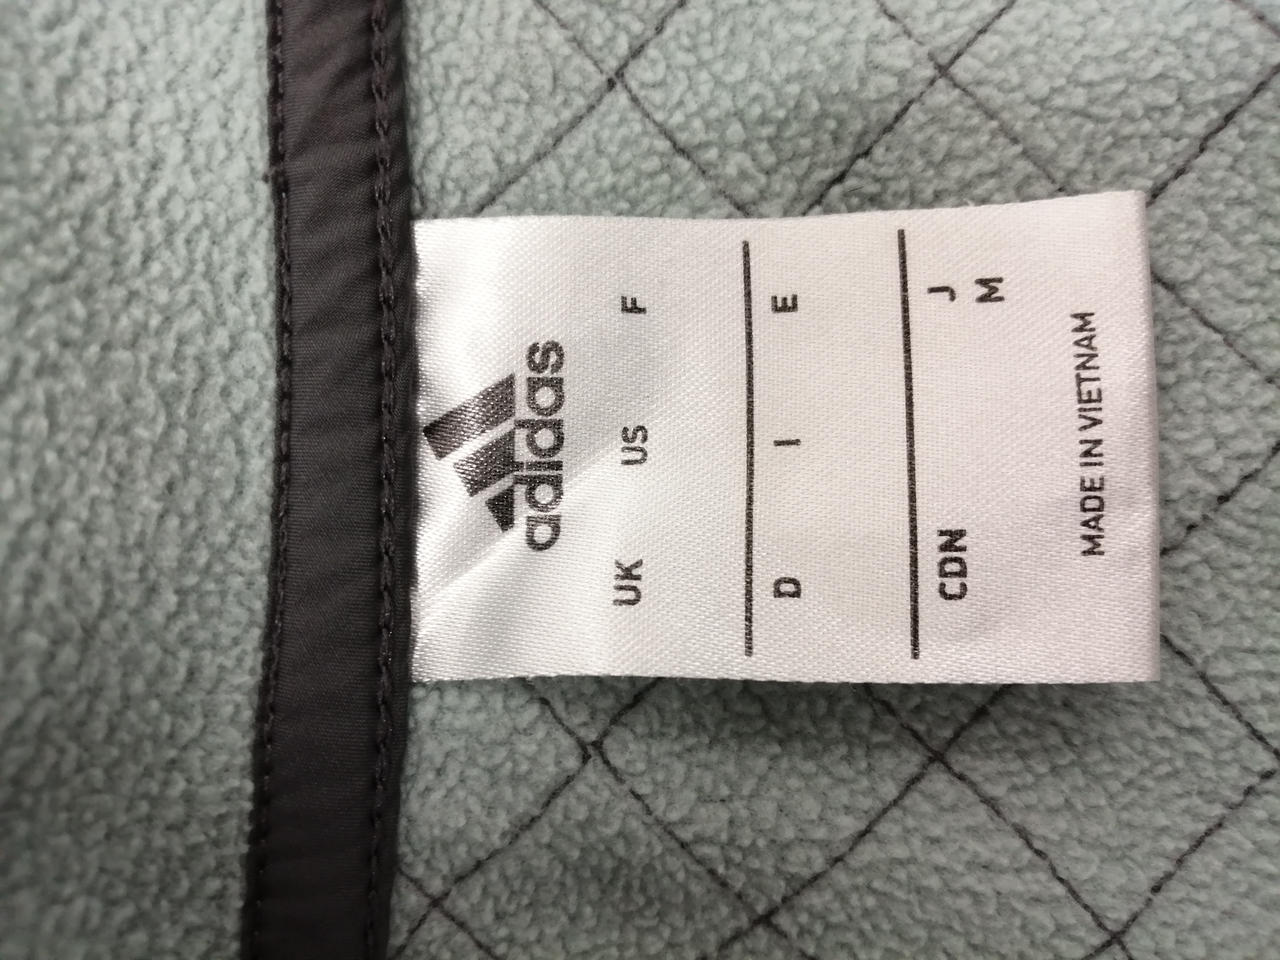 adidas
UK US F
D I E
CDN J
M
MADE IN VIETNAM